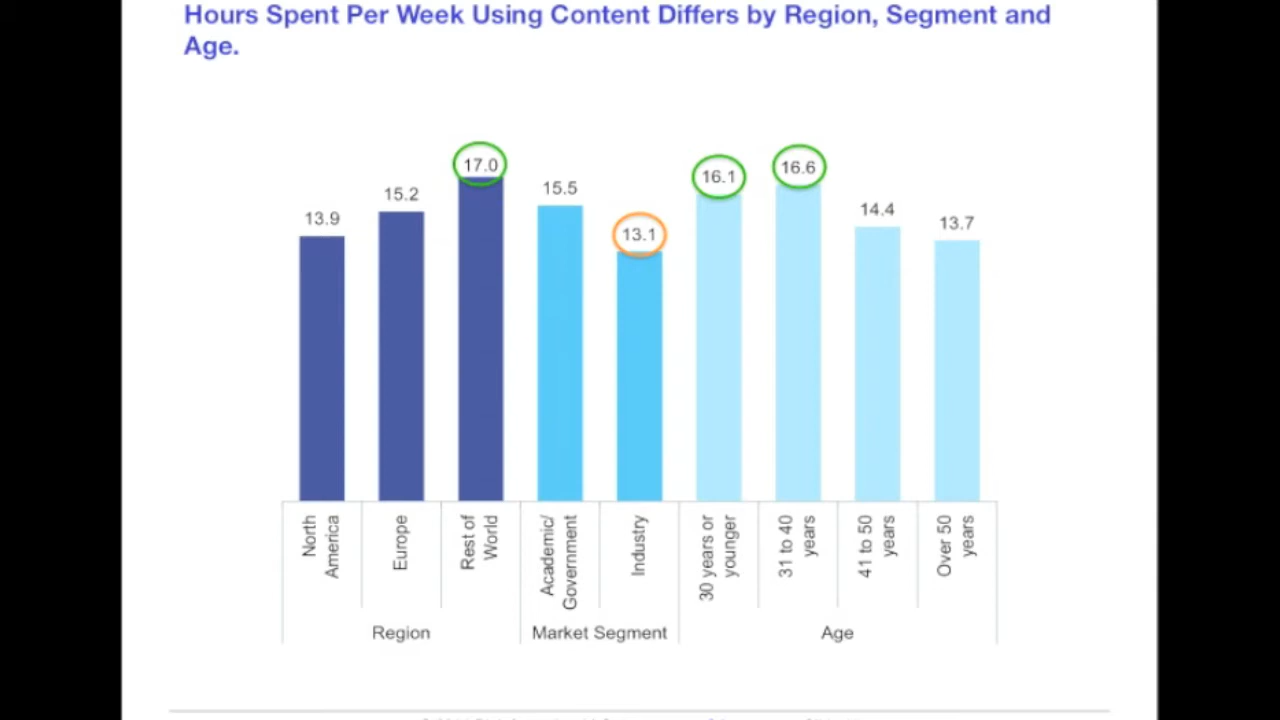 Hours Spent Per Week Using Content Differs by Region, Segment and
Age.
13.9
15.2
17.0
15.5
13.1
16.1
16.6
14.4
13.7
North
America
Europe
Rest of
World
Academic/
Government
Industry
30 years or
younger
31 to 40
years
41 to 50
years
Over 50
years
Region
Market Segment
Age